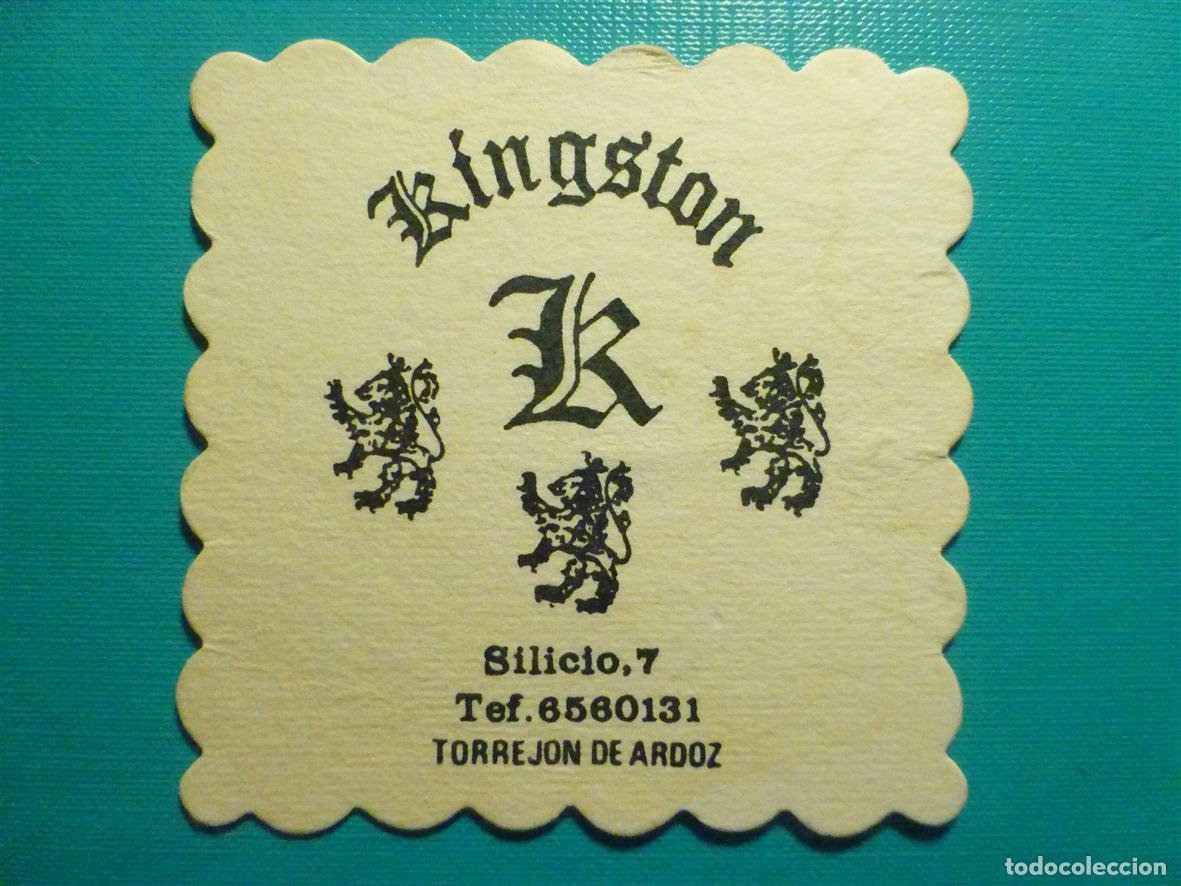 Kingston
K
Silicio,7
Tef.6560131
TORREJON DE ARDOZ
todocoleccion